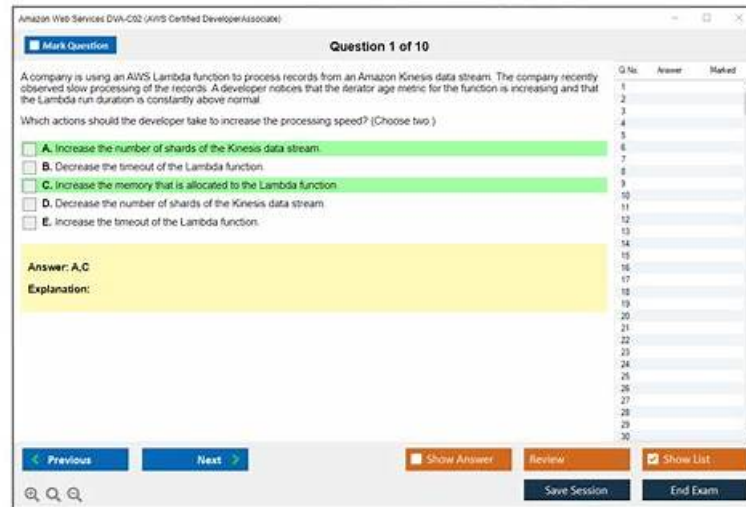 Amazon Web Services DVA-C02 (AWS Certified DeveloperAssociate)
Mark Question
Question 1 of 10
A company is using an AWS Lambda function to process records from an Amazon Kinesis data stream. The company recently
observed slow processing of the records. A developer notices that the iterator age metric for the function is increasing and that
the Lambda run duration is constantly above normal.
Which actions should the developer take to increase the processing speed? (Choose two.)
A. Increase the number of shards of the Kinesis data stream.
B. Decrease the timeout of the Lambda function.
C. Increase the memory that is allocated to the Lambda function.
D. Decrease the number of shards of the Kinesis data stream.
E. Increase the timeout of the Lambda function.
Answer: A,C
Explanation:
Q.No. Answer Marked
1
2
3
4
5
6
7
8
9
10
11
12
13
14
15
16
17
18
19
20
21
22
23
24
25
26
27
28
29
30
Previous Next Show Answer Review Show List
Save Session End Exam